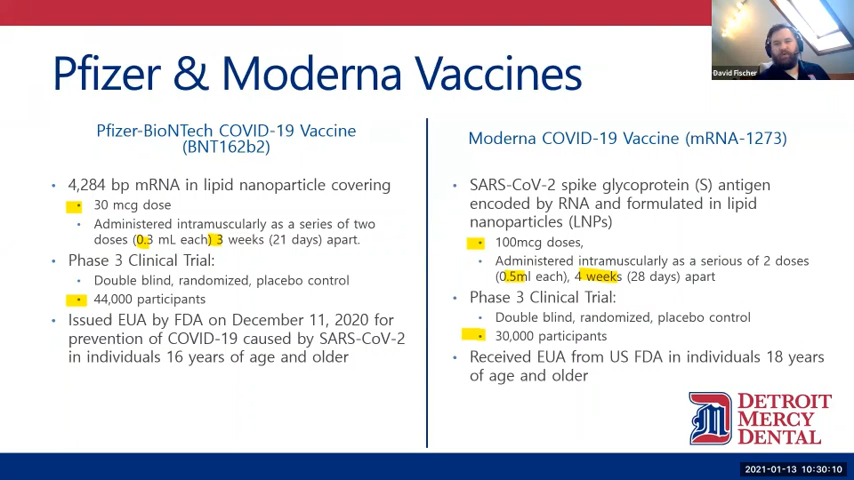 David Fischer
Pfizer & Moderna Vaccines
Pfizer-BioNTech COVID-19 Vaccine
(BNT162b2)
• 4,284 bp mRNA in lipid nanoparticle covering
• 30 mcg dose
• Administered intramuscularly as a series of two
doses (0.3 mL each) 3 weeks (21 days) apart.
• Phase 3 Clinical Trial:
• Double blind, randomized, placebo control
• 44,000 participants
• Issued EUA by FDA on December 11, 2020 for
prevention of COVID-19 caused by SARS-CoV-2
in individuals 16 years of age and older
Moderna COVID-19 Vaccine (mRNA-1273)
• SARS-CoV-2 spike glycoprotein (S) antigen
encoded by RNA and formulated in lipid
nanoparticles (LNPs)
• 100mcg doses,
• Administered intramuscularly as a serious of 2 doses
(0.5ml each), 4 weeks (28 days) apart
• Phase 3 Clinical Trial:
• Double blind, randomized, placebo control
• 30,000 participants
• Received EUA from US FDA in individuals 18 years
of age and older
DETROIT
MERCY
DENTAL
2021-01-13 10:30:10